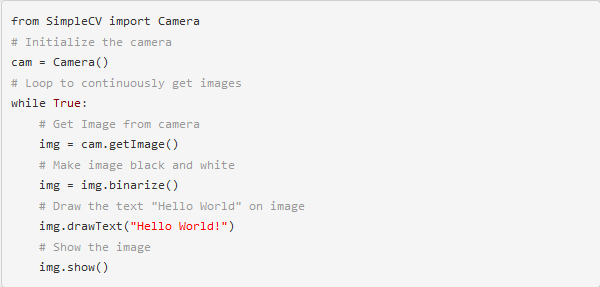 from SimpleCV import Camera
# Initialize the camera
cam = Camera()
# Loop to continuously get images
while True:
    # Get Image from camera
    img = cam.getImage()
    # Make image black and white
    img = img.binarize()
    # Draw the text "Hello World" on image
    img.drawText("Hello World!")
    # Show the image
    img.show()